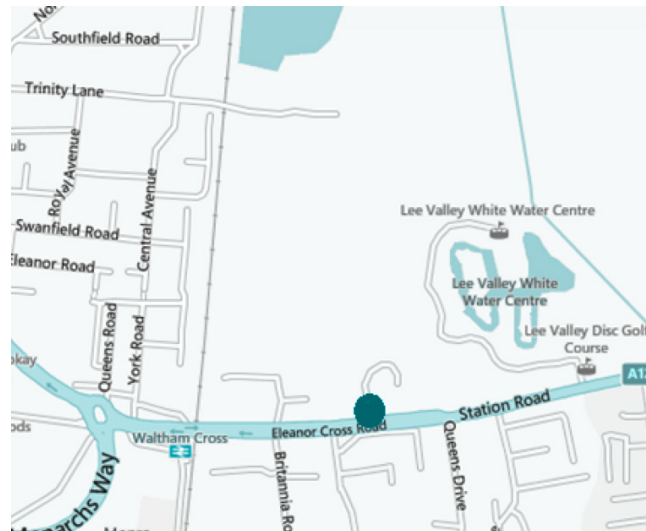 Southfield Road
Trinity Lane
Royal Avenue
Central Avenue
Swanfield Road
Eleanor Road
Lee Valley White Water Centre
Lee Valley White
Water Centre
Lee Valley Disc Golf
Course
Queens Road
York Road
Station Road
Eleanor Cross Road
Waltham Cross
Queens Drive
Britannia Ro
Monarchs Way